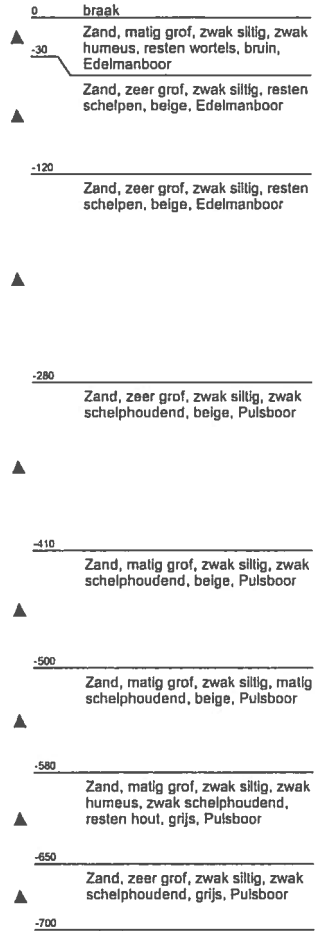 0 braak
Zand, matig grof, zwak siltig, zwak
humeus, resten wortels, bruin,
Edelmanboor
-30
Zand, zeer grof, zwak siltig, resten
schelpen, beige, Edelmanboor
-120
Zand, zeer grof, zwak siltig, resten
schelpen, beige, Edelmanboor
-280
Zand, zeer grof, zwak siltig, zwak
schelphoudend, beige, Pulsboor
-410
Zand, matig grof, zwak siltig, zwak
schelphoudend, beige, Pulsboor
-500
Zand, matig grof, zwak siltig, matig
schelphoudend, beige, Pulsboor
-580
Zand, matig grof, zwak siltig, zwak
humeus, zwak schelphoudend,
resten hout, grijs, Pulsboor
-650
Zand, zeer grof, zwak siltig, zwak
schelphoudend, grijs, Pulsboor
-700